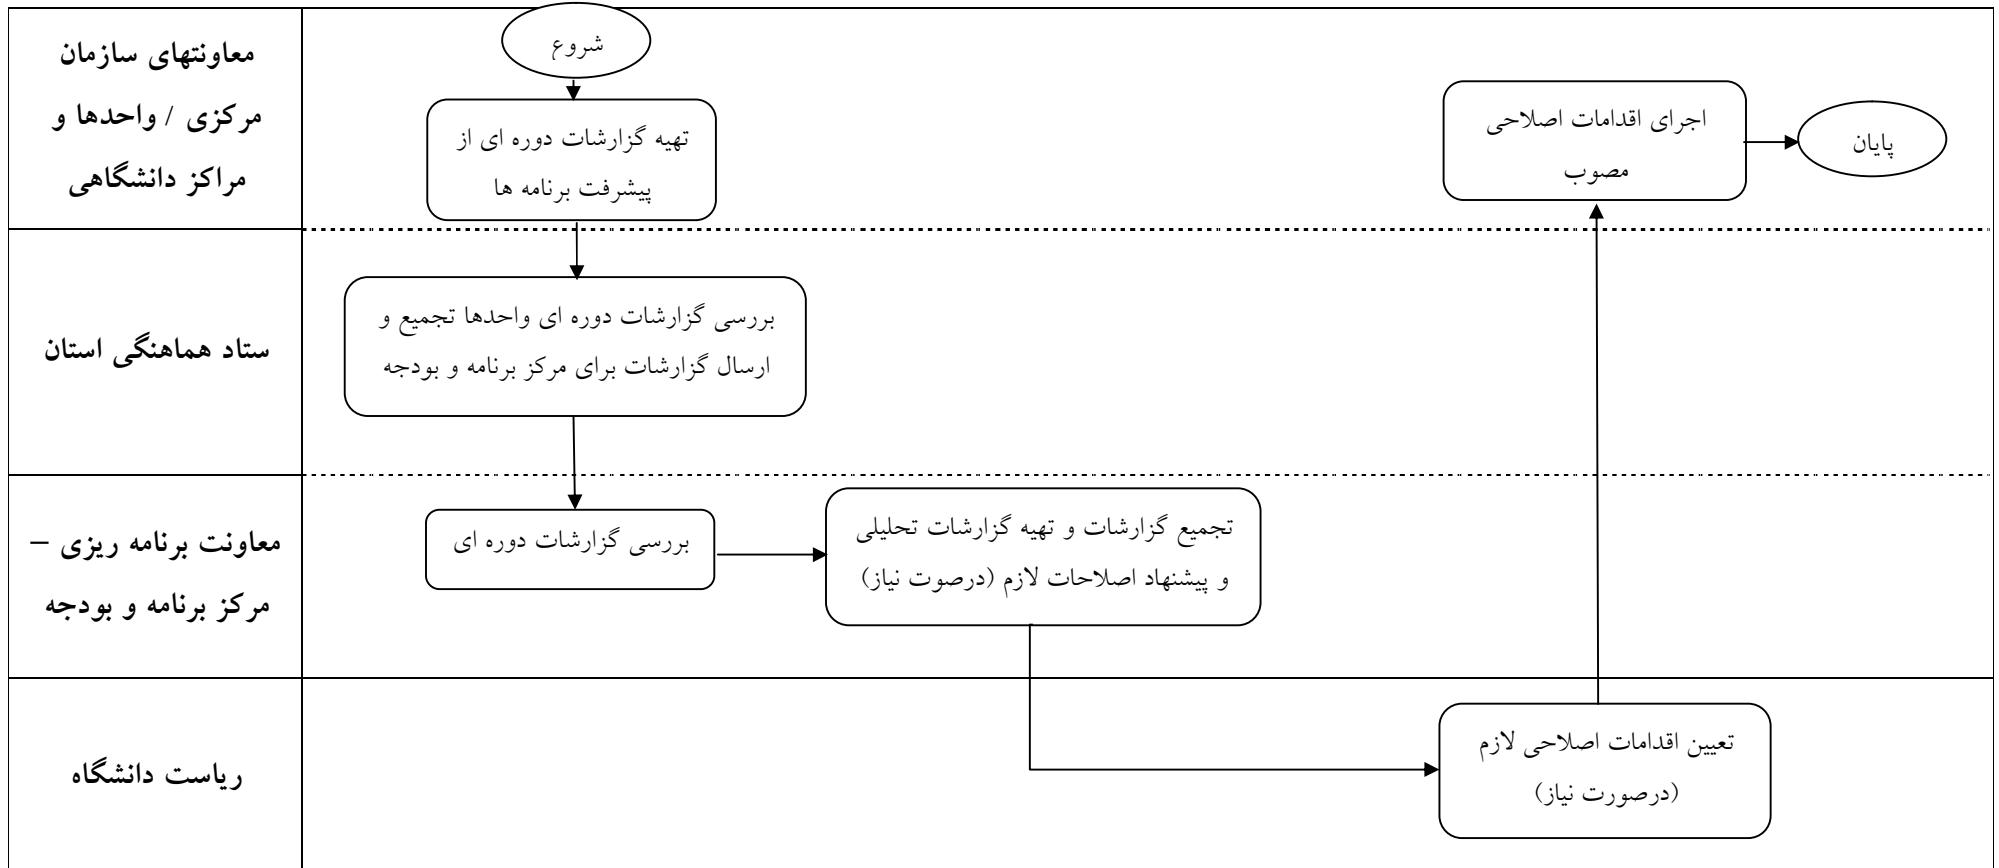 معاونتهای سازمان
مرکزی / واحدها و
مراکز دانشگاهی
شروع
تهیه گزارشات دوره ای از
پیشرفت برنامه ها
اجرای اقدامات اصلاحی
مصوب
پایان
ستاد هماهنگی استان
بررسی گزارشات دوره ای واحدها تجمیع و
ارسال گزارشات برای مرکز برنامه و بودجه
معاونت برنامه ریزی –
مرکز برنامه و بودجه
بررسی گزارشات دوره ای
تجمیع گزارشات و تهیه گزارشات تحلیلی
و پیشنهاد اصلاحات لازم (درصوت نیاز)
ریاست دانشگاه
تعیین اقدامات اصلاحی لازم
(درصورت نیاز)